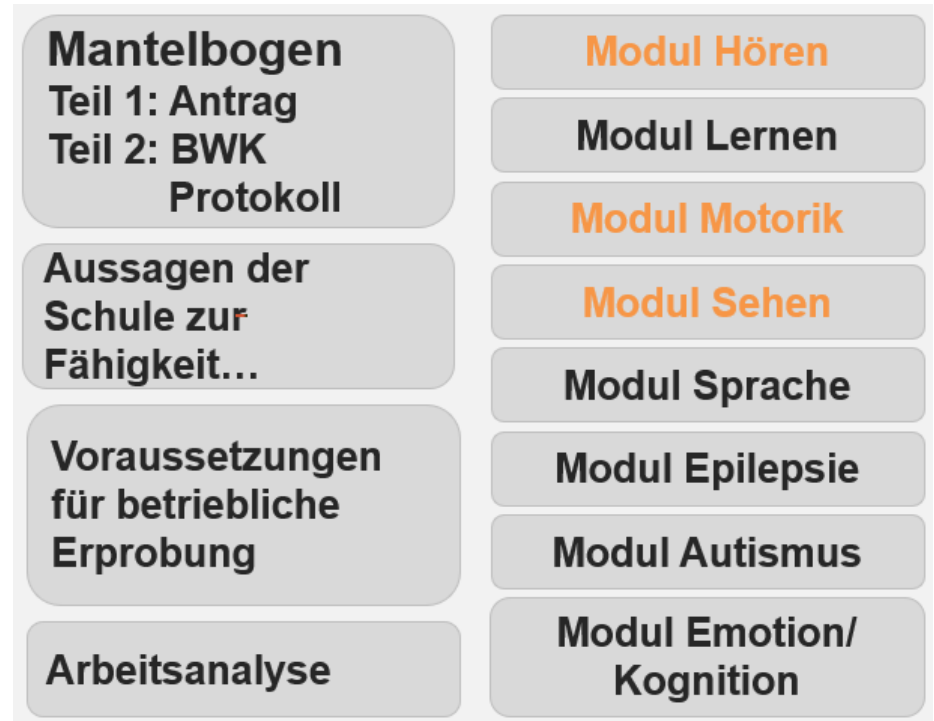 Mantelbogen
Teil 1: Antrag
Teil 2: BWK
Protokoll
Aussagen der
Schule zur
Fähigkeit...
Voraussetzungen
für betriebliche
Erprobung
Arbeitsanalyse
Modul Hören
Modul Lernen
Modul Motorik
Modul Sehen
Modul Sprache
Modul Epilepsie
Modul Autismus
Modul Emotion/
Kognition